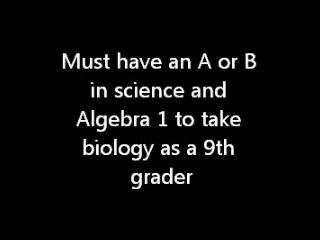 Must have an A or B
in science and
Algebra 1 to take
biology as a 9th
grader